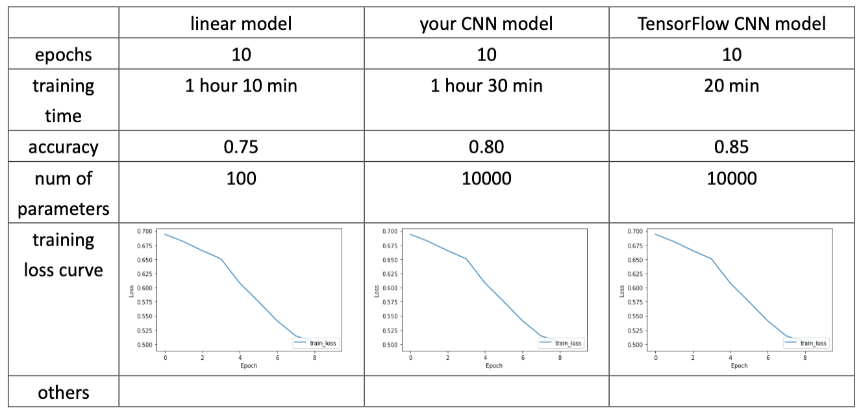 linear model your CNN model TensorFlow CNN model
epochs 10 10 10
training time 1 hour 10 min 1 hour 30 min 20 min
accuracy 0.75 0.80 0.85
num of parameters 100 10000 10000
training loss curve
0.700
0.675
0.650
0.625
0.600
0.575
0.550
0.525
0.500
Loss
train_loss
0 2 4 6 8
Epoch
0.700
0.675
0.650
0.625
0.600
0.575
0.550
0.525
0.500
Loss
train_loss
0 2 4 6 8
Epoch
0.700
0.675
0.650
0.625
0.600
0.575
0.550
0.525
0.500
Loss
train_loss
0 2 4 6 8
Epoch
others